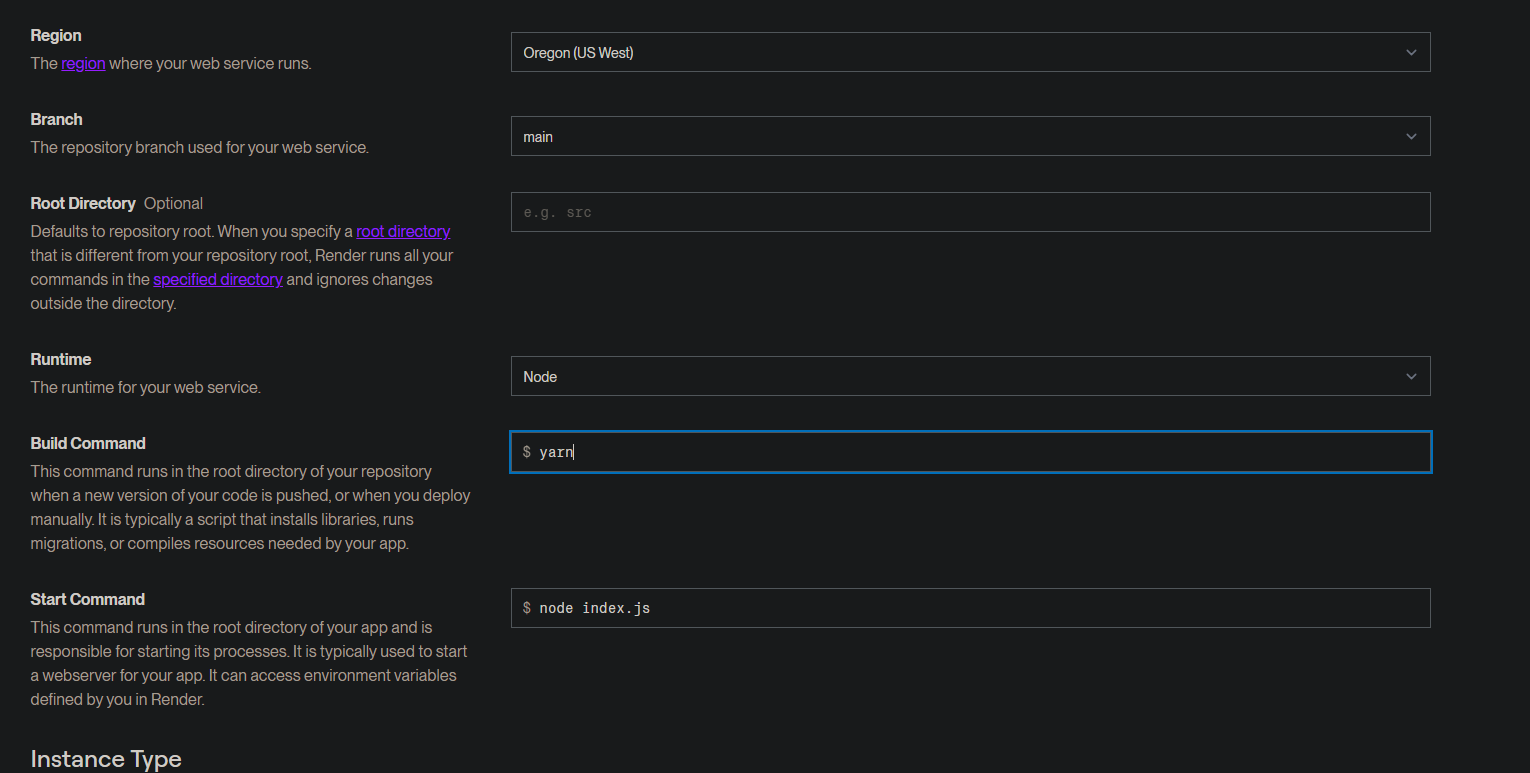 Region
The region where your web service runs.
Oregon (US West)
Branch
The repository branch used for your web service.
main
Root Directory Optional
Defaults to repository root. When you specify a root directory
that is different from your repository root, Render runs all your
commands in the specified directory and ignores changes
outside the directory.
e.g. src
Runtime
The runtime for your web service.
Node
Build Command
This command runs in the root directory of your repository
when a new version of your code is pushed, or when you deploy
manually. It is typically a script that installs libraries, runs
migrations, or compiles resources needed by your app.
$ yarn
Start Command
This command runs in the root directory of your app and is
responsible for starting its processes. It is typically used to start
a webserver for your app. It can access environment variables
defined by you in Render.
$ node index.js
Instance Type